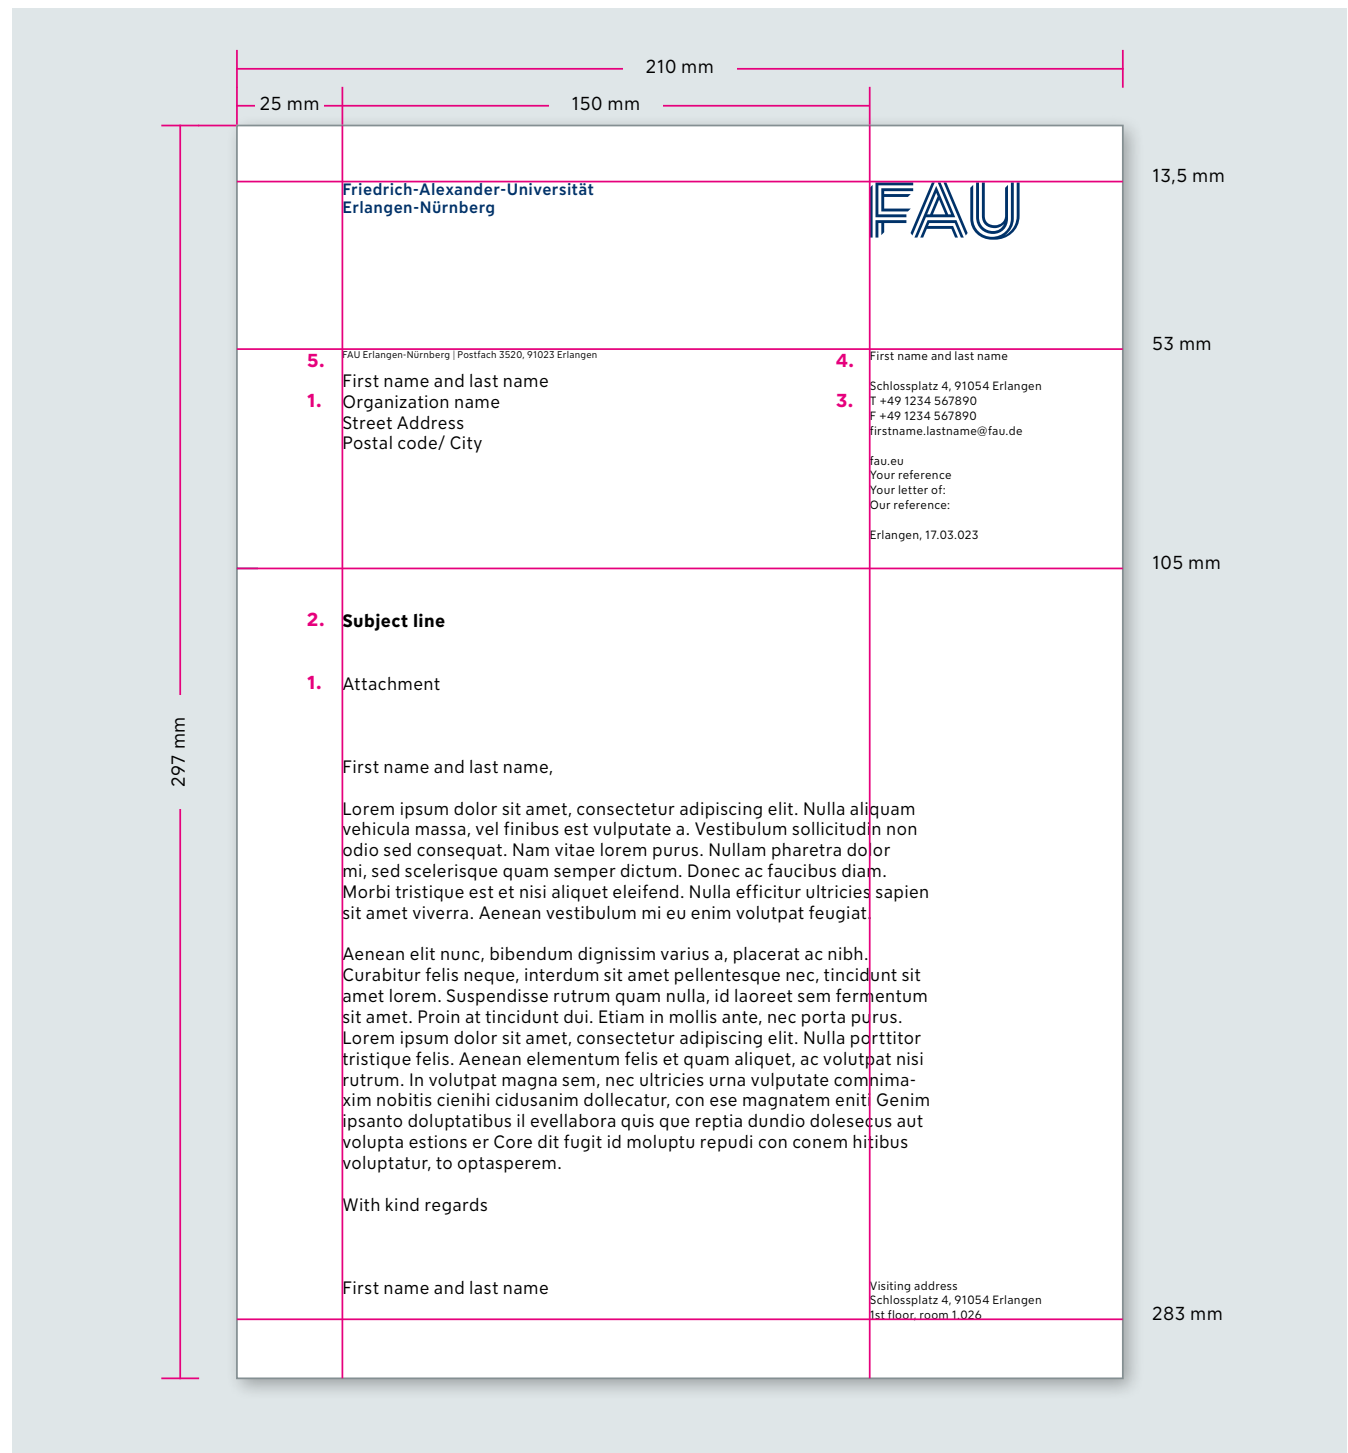 210 mm
25 mm
150 mm
13,5 mm
Friedrich-Alexander-Universität
Erlangen-Nürnberg
FAU
53 mm
5.
FAU Erlangen-Nürnberg | Postfach 3520, 91023 Erlangen
First name and last name
1.
Organization name
Street Address
Postal code/ City
4.
First name and last name
Schlossplatz 4, 91054 Erlangen
3.
T +49 1234 567890
F +49 1234 567890
firstname.lastname@fau.de
fau.eu
Your reference
Your letter of:
Our reference:
Erlangen, 17.03.023
105 mm
2.
Subject line
1.
Attachment
297 mm
First name and last name,
Lorem ipsum dolor sit amet, consectetur adipiscing elit. Nulla aliquam
vehicula massa, vel finibus est vulputate a. Vestibulum sollicitudin non
odio sed consequat. Nam vitae lorem purus. Nullam pharetra dolor
mi, sed scelerisque quam semper dictum. Donec ac faucibus diam.
Morbi tristique est et nisi aliquet eleifend. Nulla efficitur ultricies sapien
sit amet viverra. Aenean vestibulum mi eu enim volutpat feugiat.
Aenean elit nunc, bibendum dignissim varius a, placerat ac nibh.
Curabitur felis neque, interdum sit amet pellentesque nec, tincidunt sit
amet lorem. Suspendisse rutrum quam nulla, id laoreet sem fermentum
sit amet. Proin at tincidunt dui. Etiam in mollis ante, nec porta purus.
Lorem ipsum dolor sit amet, consectetur adipiscing elit. Nulla porttitor
tristique felis. Aenean elementum felis et quam aliquet, ac volutpat nisi
rutrum. In volutpat magna sem, nec ultricies urna vulputate comnima-
xim nobitis cienihi cidusanim dollecatur, con ese magnatem eniti Genim
ipsanto doluptatibus il evellabora quis que reptia dundio dolesecus aut
volupta estions er Core dit fugit id moluptu repudi con conem hitibus
voluptatur, to optasperem.
With kind regards
First name and last name
Visiting address
Schlossplatz 4, 91054 Erlangen
1st floor, room 1.026
283 mm